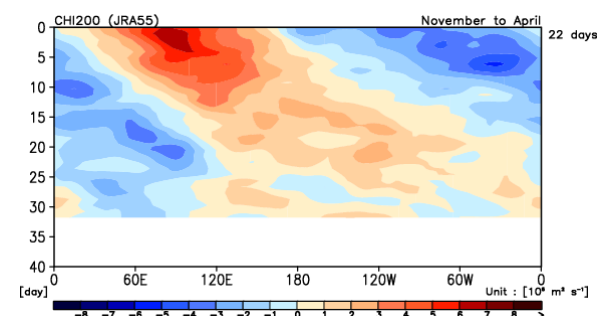 CHI200 (JRA55) November to April
22 days
0
5
10
15
20
25
30
35
40
0 60E 120E 180 120W 60W 0
[day] Unit : [10⁶ m² s⁻¹]
-8 -7 -6 -5 -4 -3 -2 -1 0 1 2 3 4 5 6 7 8 >